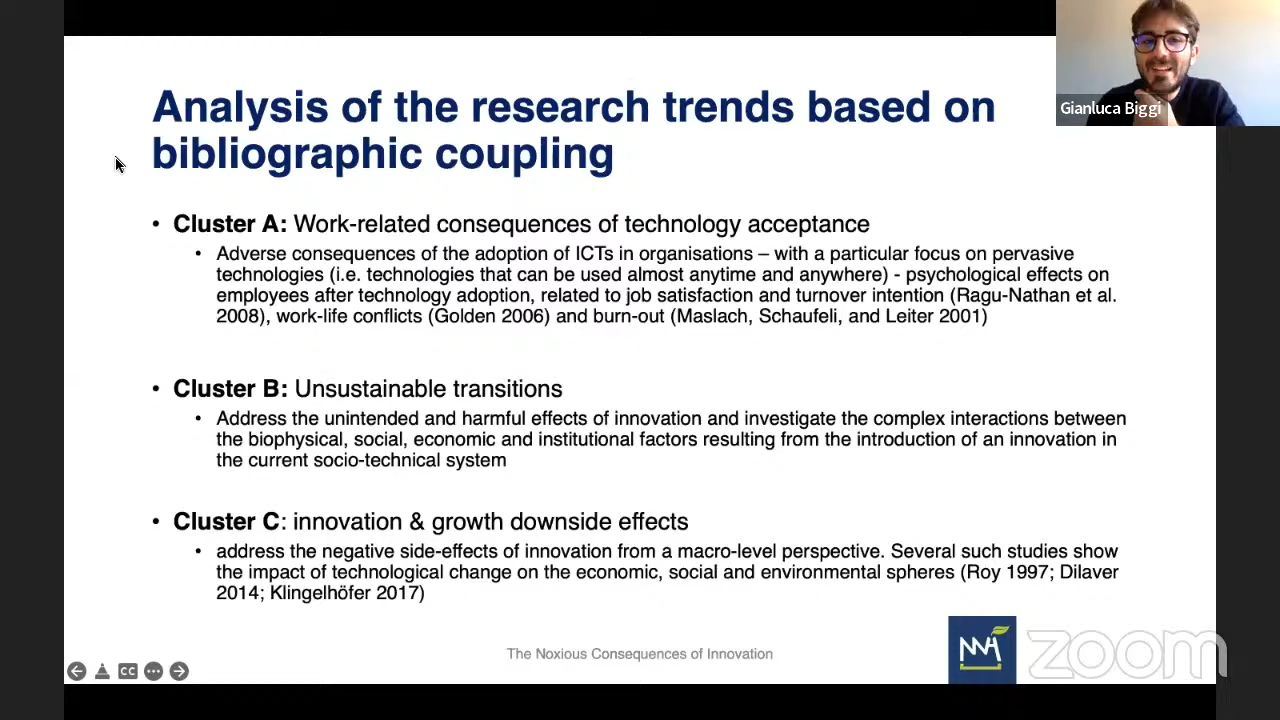 Analysis of the research trends based on
bibliographic coupling
Gianluca Biggi
• Cluster A: Work-related consequences of technology acceptance
• Adverse consequences of the adoption of ICTs in organisations – with a particular focus on pervasive
technologies (i.e. technologies that can be used almost anytime and anywhere) - psychological effects on
employees after technology adoption, related to job satisfaction and turnover intention (Ragu-Nathan et al.
2008), work-life conflicts (Golden 2006) and burn-out (Maslach, Schaufeli, and Leiter 2001)
• Cluster B: Unsustainable transitions
• Address the unintended and harmful effects of innovation and investigate the complex interactions between
the biophysical, social, economic and institutional factors resulting from the introduction of an innovation in
the current socio-technical system
• Cluster C: innovation & growth downside effects
• address the negative side-effects of innovation from a macro-level perspective. Several such studies show
the impact of technological change on the economic, social and environmental spheres (Roy 1997; Dilaver
2014; Klingelhöfer 2017)
The Noxious Consequences of Innovation
zoom
CC